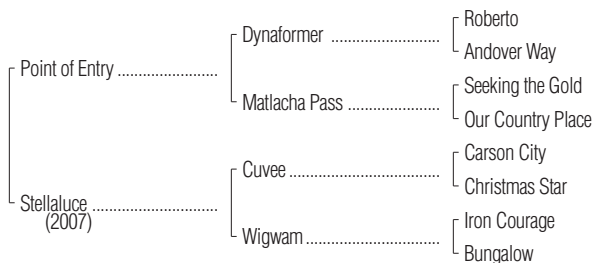 Roberto
Dynaformer ..........................
Andover Way
Point of Entry ........................
Seeking the Gold
Matlacha Pass ......................
Our Country Place
Carson City
Cuvee ....................................
Christmas Star
Stellaluce ..............................
(2007)
Iron Courage
Wigwam ................................
Bungalow